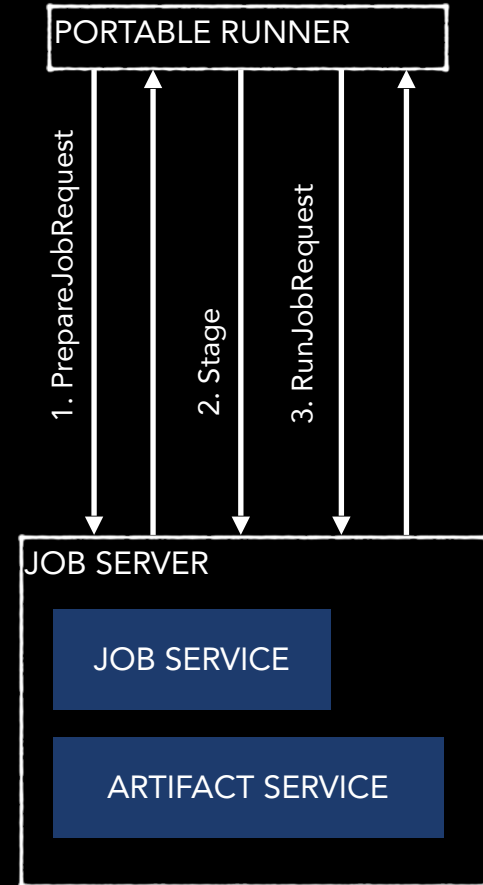 PORTABLE RUNNER
1. PrepareJobRequest
2. Stage
3. RunJobRequest
JOB SERVER
JOB SERVICE
ARTIFACT SERVICE